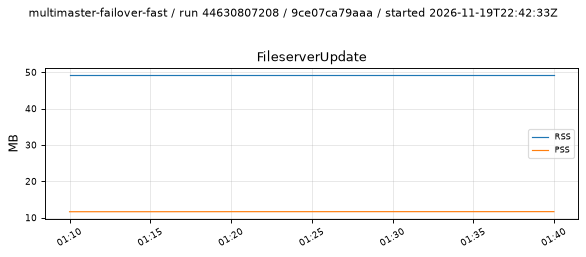 multimaster-failover-fast / run 44630807208 / 9ce07ca79aaa / started 2026-11-19T22:42:33Z
FileserverUpdate
MB
50
40
30
20
10
RSS
PSS
01:10
01:15
01:20
01:25
01:30
01:35
01:40